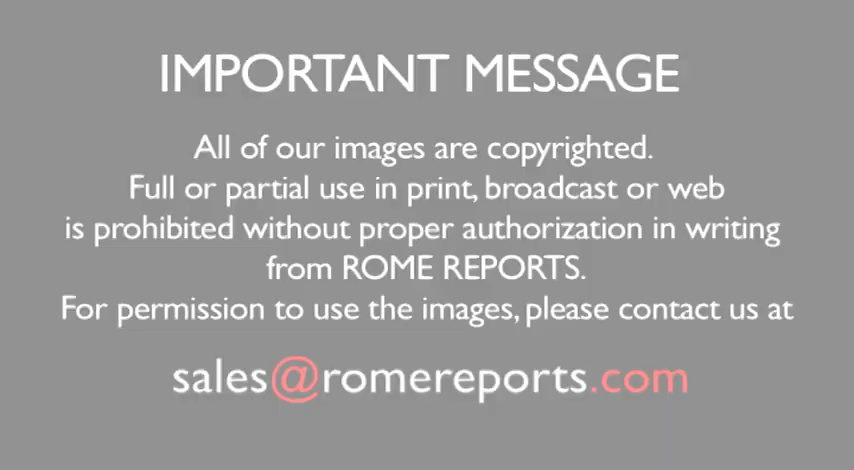 IMPORTANT MESSAGE
All of our images are copyrighted.
Full or partial use in print, broadcast or web
is prohibited without proper authorization in writing
from ROME REPORTS.
For permission to use the images, please contact us at
sales@romereports.com